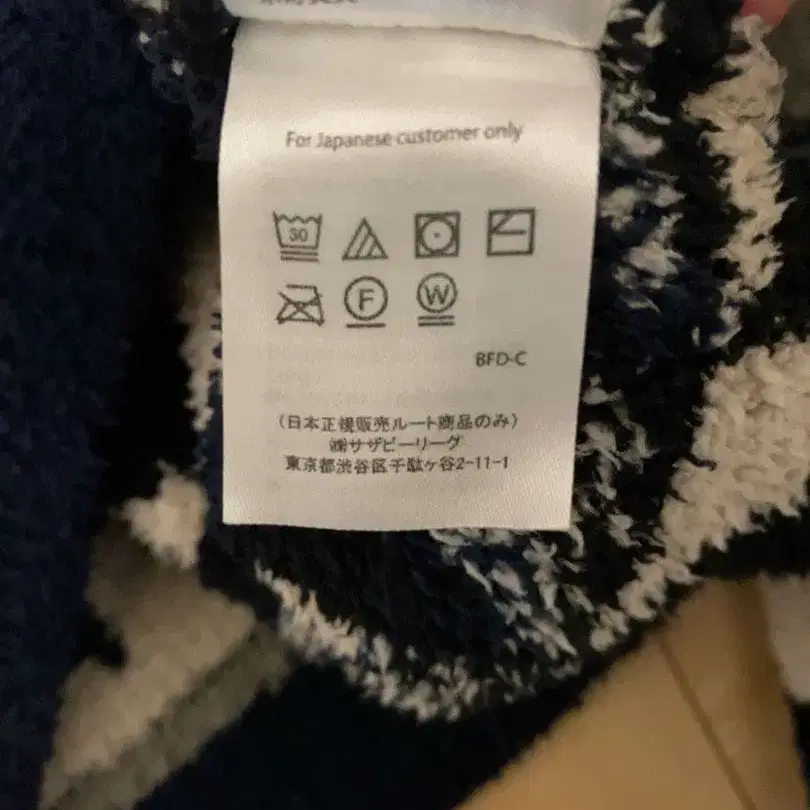 For Japanese customer only
30
F W
BFD-C
(日本正規販売ルート商品のみ)
㈱サザビーリーグ
東京都渋谷区千駄ヶ谷2-11-1